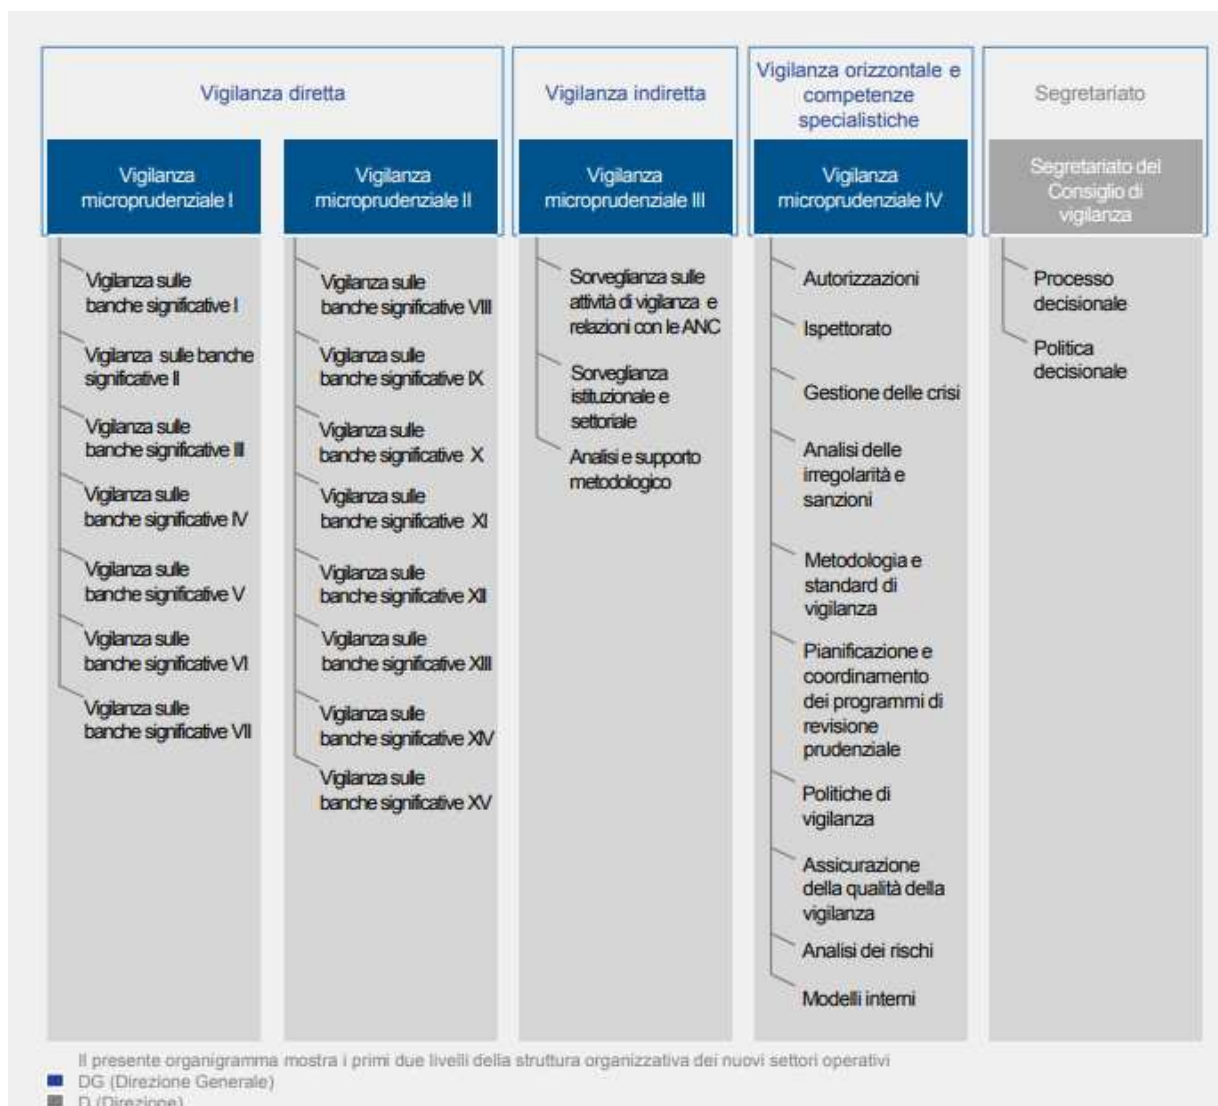 Vigilanza diretta
Vigilanza
microprudenziale I
Vigilanza sulle
banche significative I
Vigilanza sulle banche
significative II
Vigilanza sulle
banche significative III
Vigilanza sulle
banche significative IV
Vigilanza sulle
banche significative V
Vigilanza sulle
banche significative VI
Vigilanza sulle
banche significative VII
Vigilanza
microprudenziale II
Vigilanza sulle
banche significative VIII
Vigilanza sulle
banche significative IX
Vigilanza sulle
banche significative X
Vigilanza sulle
banche significative XI
Vigilanza sulle
banche significative XII
Vigilanza sulle
banche significative XIII
Vigilanza sulle
banche significative XIV
Vigilanza sulle
banche significative XV
Vigilanza indiretta
Vigilanza
microprudenziale III
Sorveglianza sulle
attività di vigilanza e
relazioni con le ANC
Sorveglianza
istituzionale e
settoriale
Analisi e supporto
metodologico
Vigilanza orizzontale e
competenze
specialistiche
Vigilanza
microprudenziale IV
Autorizzazioni
Ispettorato
Gestione delle crisi
Analisi delle
irregolarità e
sanzioni
Metodologia e
standard di
vigilanza
Pianificazione e
coordinamento
dei programmi di
revisione
prudenziale
Politiche di
vigilanza
Assicurazione
della qualità della
vigilanza
Analisi dei rischi
Modelli interni
Segretariato
Segretariato del
Consiglio di
vigilanza
Processo
decisionale
Politica
decisionale
Il presente organigramma mostra i primi due livelli della struttura organizzativa dei nuovi settori operativi
DG (Direzione Generale)
D (Direzione)